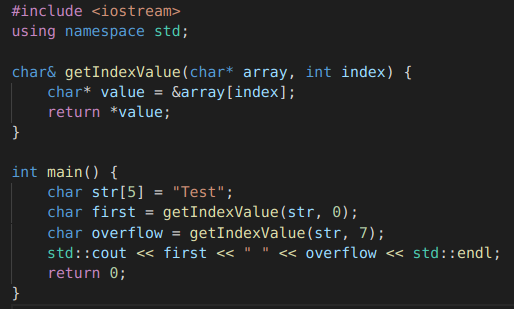 #include <iostream>
using namespace std;
char& getIndexValue(char* array, int index) {
    char* value = &array[index];
    return *value;
}
int main() {
    char str[5] = "Test";
    char first = getIndexValue(str, 0);
    char overflow = getIndexValue(str, 7);
    std::cout << first << " " << overflow << std::endl;
    return 0;
}